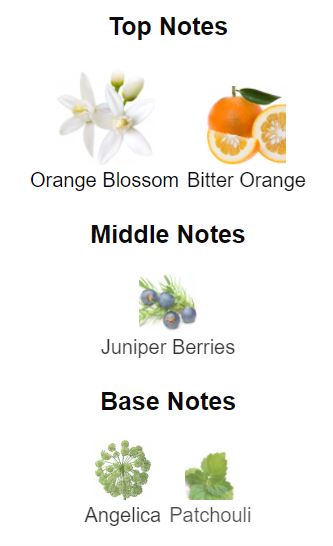 Top Notes
Orange Blossom Bitter Orange
Middle Notes
Juniper Berries
Base Notes
Angelica Patchouli